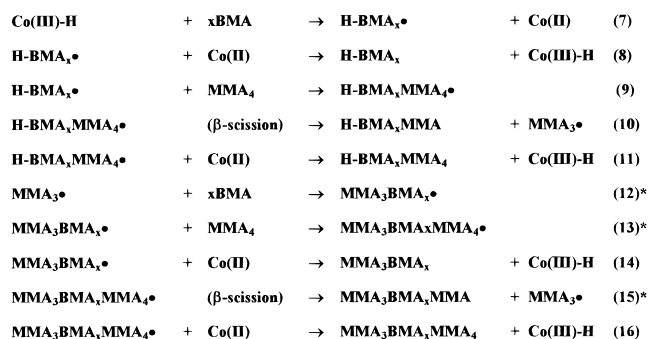 Co(III)-H + xBMA → H-BMAₓ• + Co(II) (7)
H-BMAₓ• + Co(II) → H-BMAₓ + Co(III)-H (8)
H-BMAₓ• + MMA₄ → H-BMAₓMMA₄• (9)
H-BMAₓMMA₄• (β-scission) → H-BMAₓMMA + MMA₃• (10)
H-BMAₓMMA₄• + Co(II) → H-BMAₓMMA₄ + Co(III)-H (11)
MMA₃• + xBMA → MMA₃BMAₓ• (12)*
MMA₃BMAₓ• + MMA₄ → MMA₃BMAxMMA₄• (13)*
MMA₃BMAₓ• + Co(II) → MMA₃BMAₓ + Co(III)-H (14)
MMA₃BMAₓMMA₄• (β-scission) → MMA₃BMAₓMMA + MMA₃• (15)*
MMA₃BMAₓMMA₄• + Co(II) → MMA₃BMAₓMMA₄ + Co(III)-H (16)